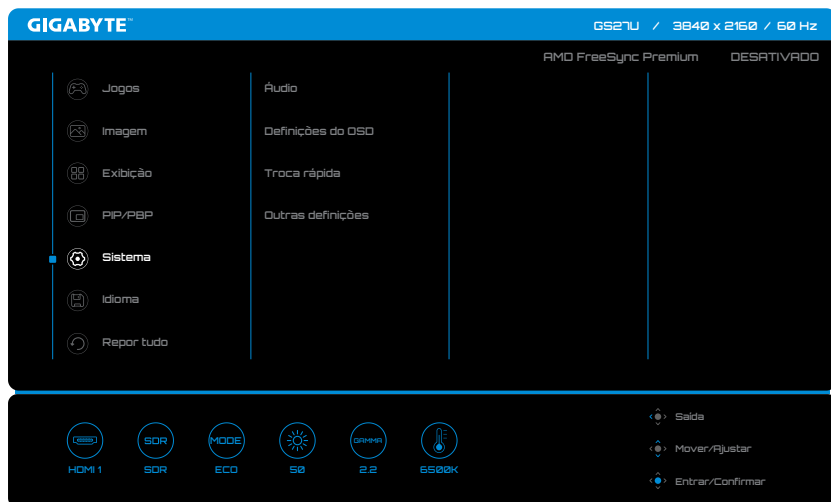 GIGABYTE™
GS27U / 3840 x 2160 / 60 Hz
AMD FreeSync Premium DESATIVADO
Jogos
Imagem
Exibição
PIP/PBP
Sistema
Idioma
Repor tudo
Áudio
Definições do OSD
Troca rápida
Outras definições
SDR
MODE
GAMMA
HDMI 1
SDR
ECO
50
2.2
6500K
Saída
Mover/Ajustar
Entrar/Confirmar